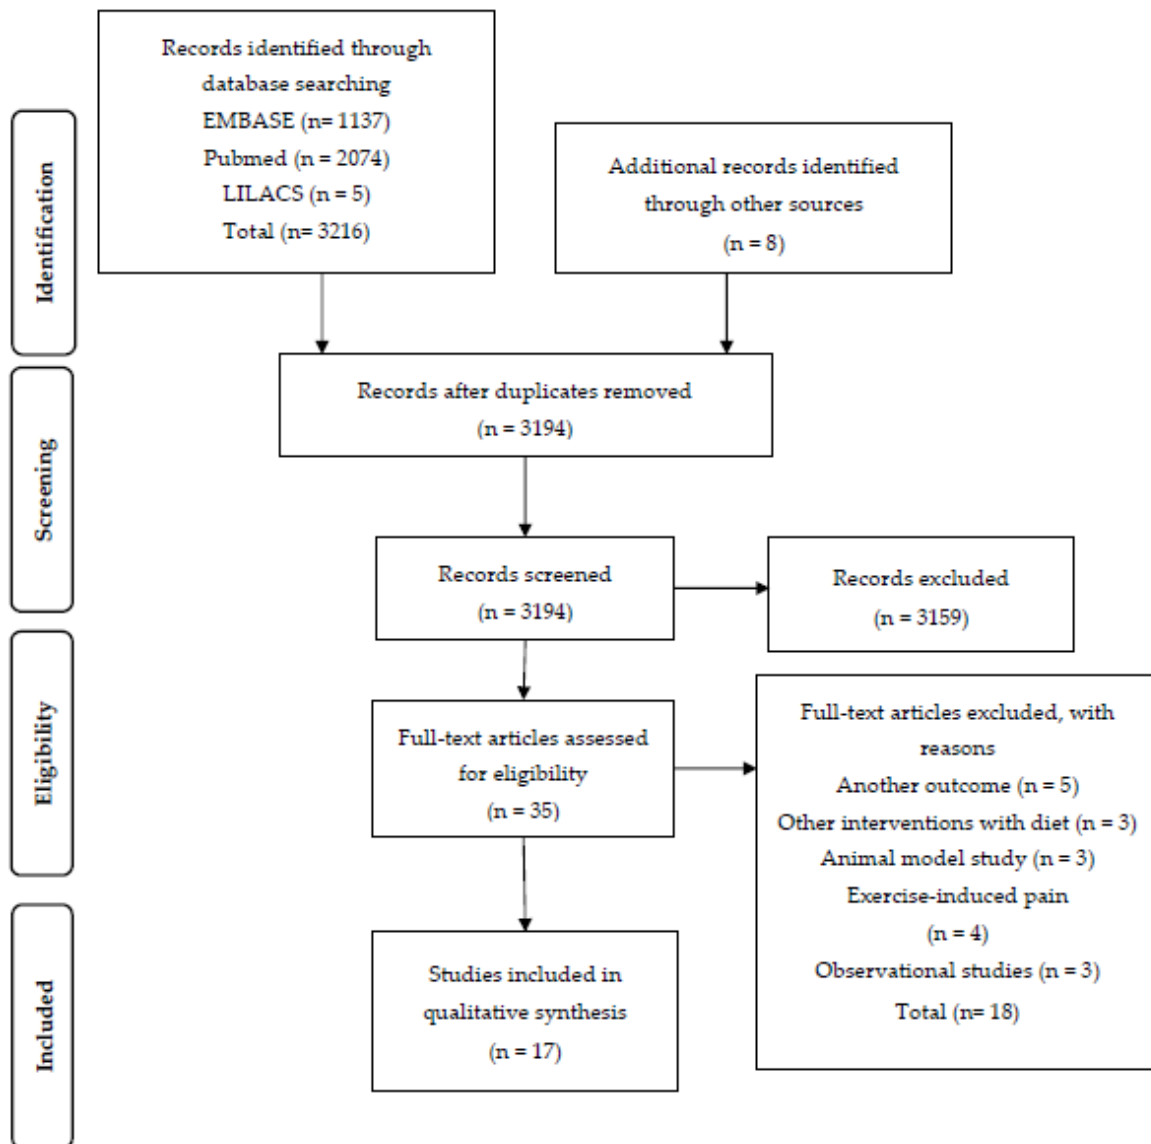 Identification
Records identified through
database searching
EMBASE (n= 1137)
Pubmed (n = 2074)
LILACS (n = 5)
Total (n= 3216)
Additional records identified
through other sources
(n = 8)
Screening
Records after duplicates removed
(n = 3194)
Records screened
(n = 3194)
Records excluded
(n = 3159)
Eligibility
Full-text articles assessed
for eligibility
(n = 35)
Full-text articles excluded, with
reasons
Another outcome (n = 5)
Other interventions with diet (n = 3)
Animal model study (n = 3)
Exercise-induced pain
(n = 4)
Observational studies (n = 3)
Total (n= 18)
Included
Studies included in
qualitative synthesis
(n = 17)